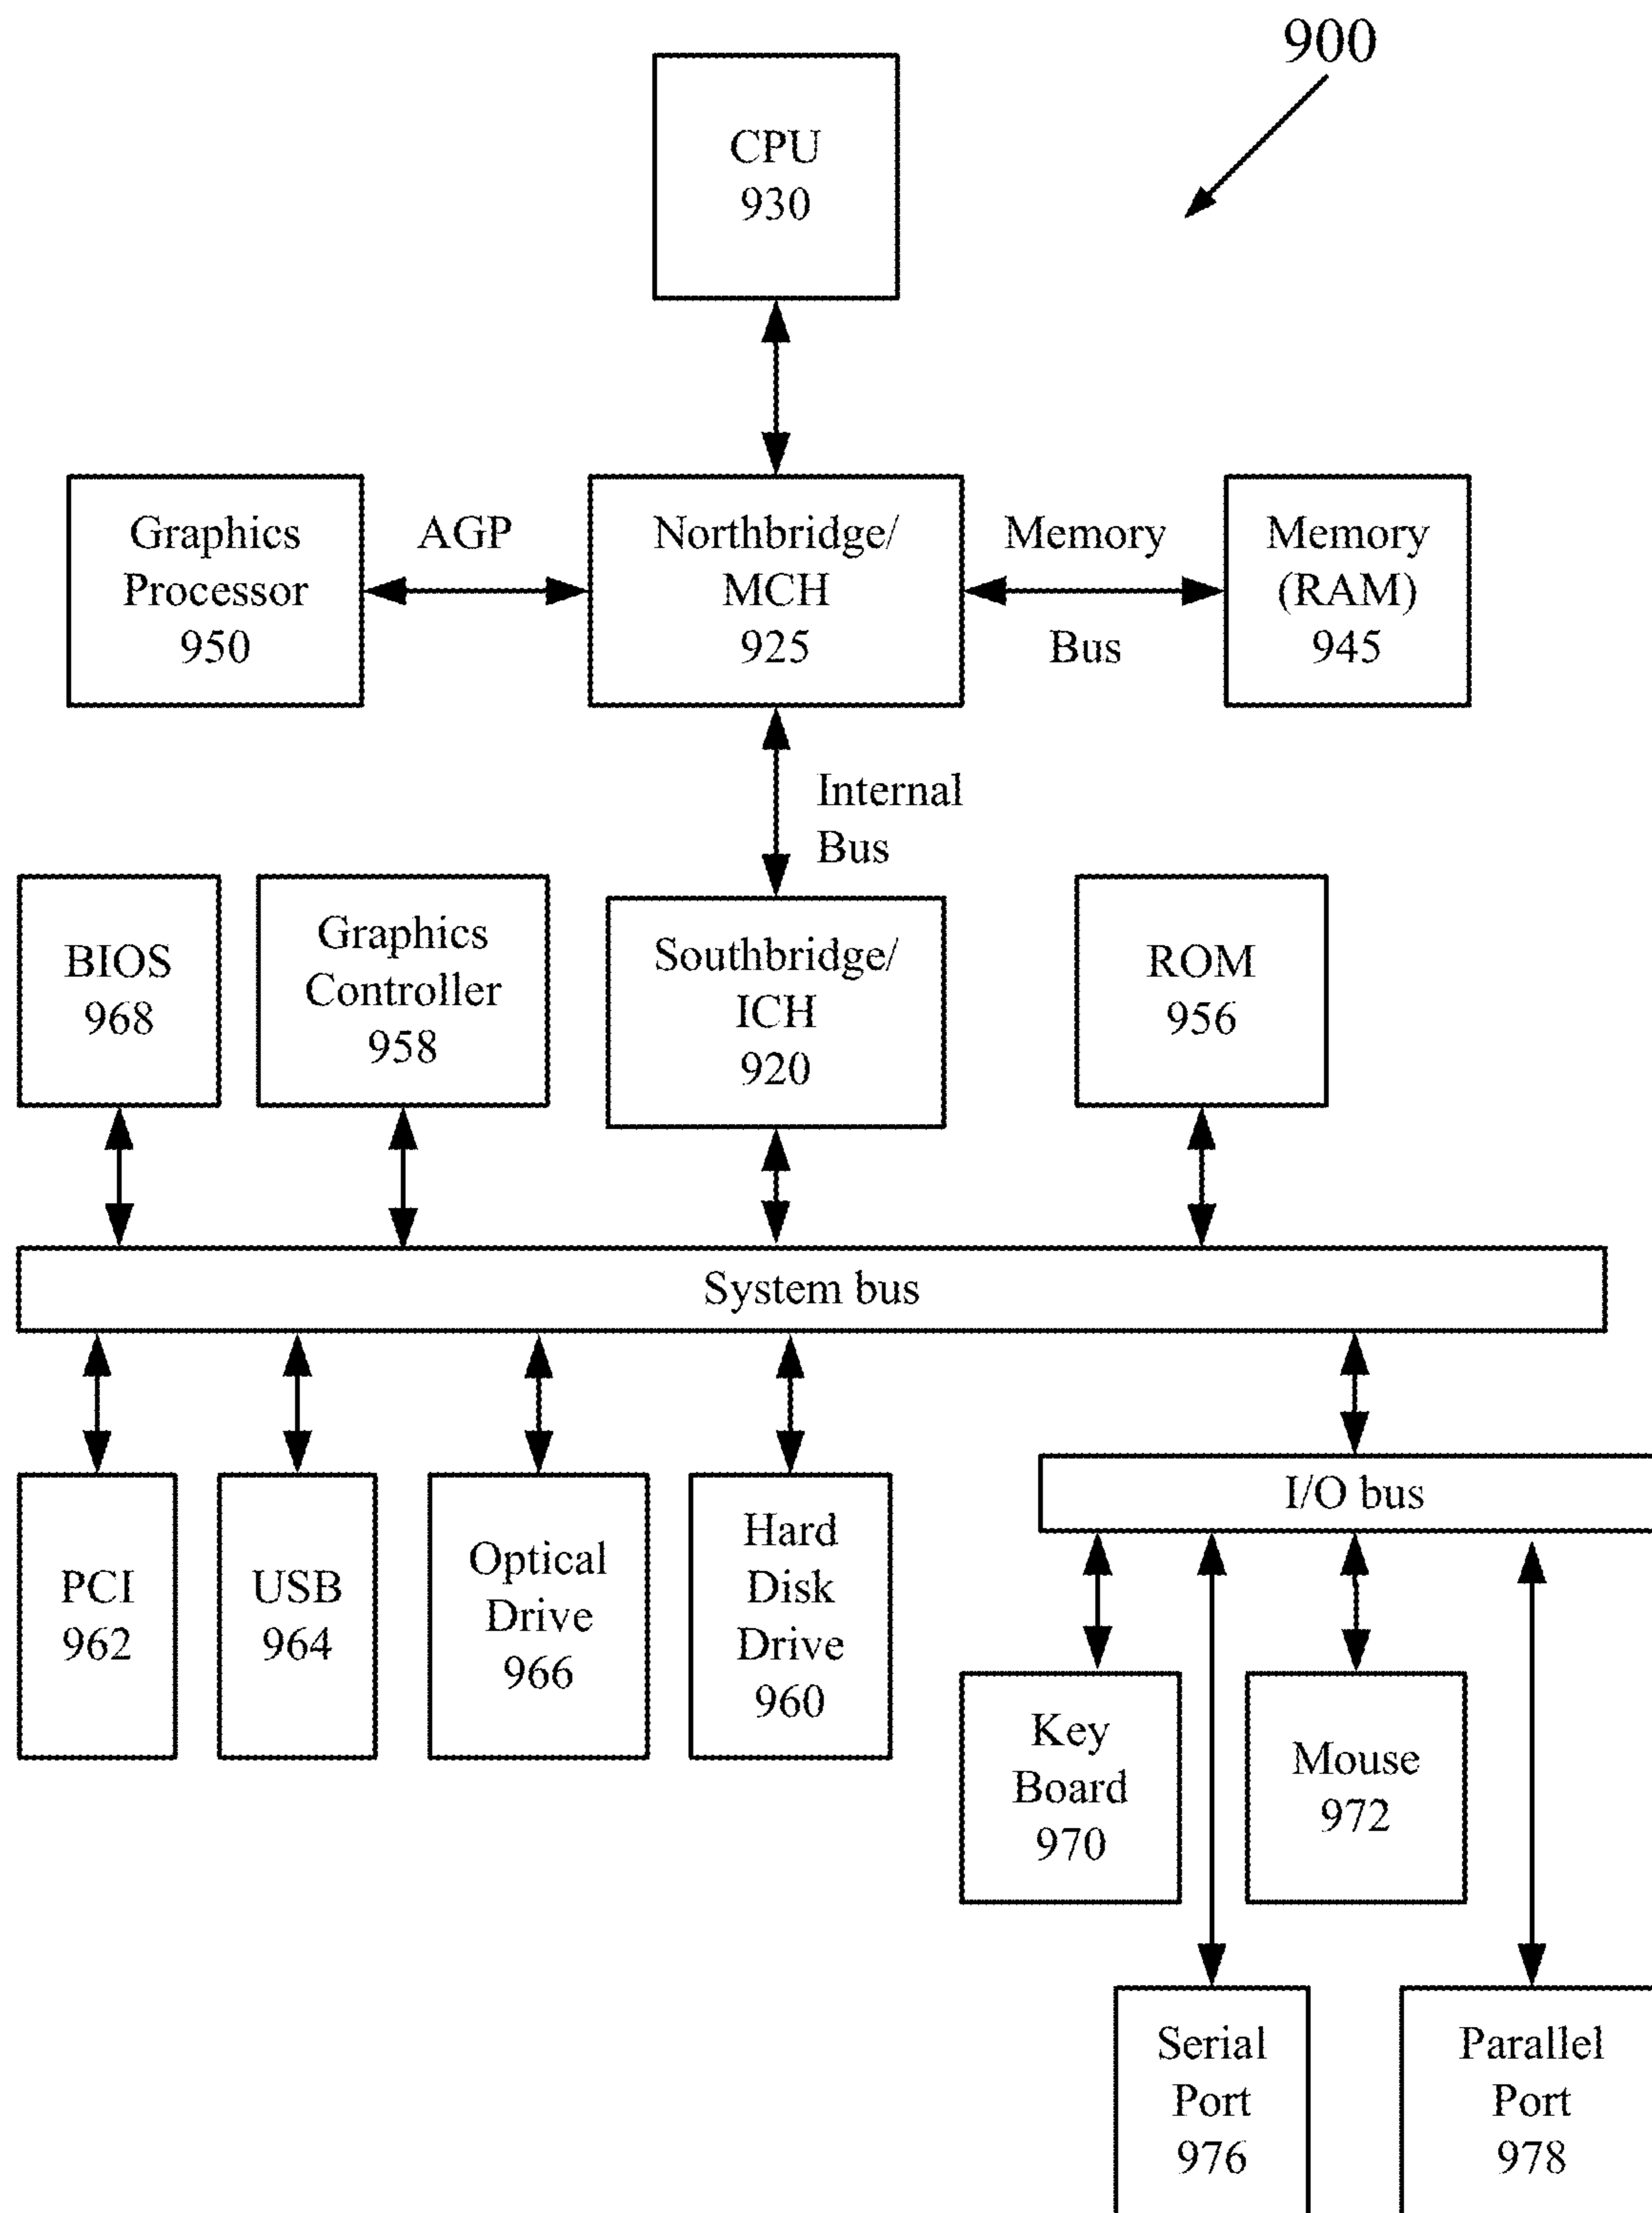 900
CPU
930
Graphics
Processor
950
AGP
Northbridge/
MCH
925
Memory
Bus
Memory
(RAM)
945
Internal
Bus
BIOS
968
Graphics
Controller
958
Southbridge/
ICH
920
ROM
956
System bus
PCI
962
USB
964
Optical
Drive
966
Hard
Disk
Drive
960
I/O bus
Key
Board
970
Mouse
972
Serial
Port
976
Parallel
Port
978